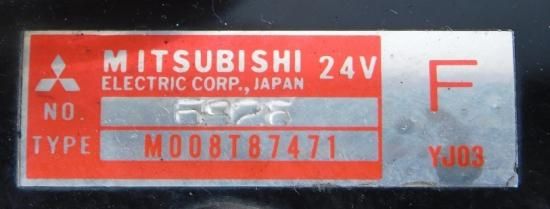 MITSUBISHI 24V
ELECTRIC CORP., JAPAN
NO.
TYPE M008T87471
F
YJ03